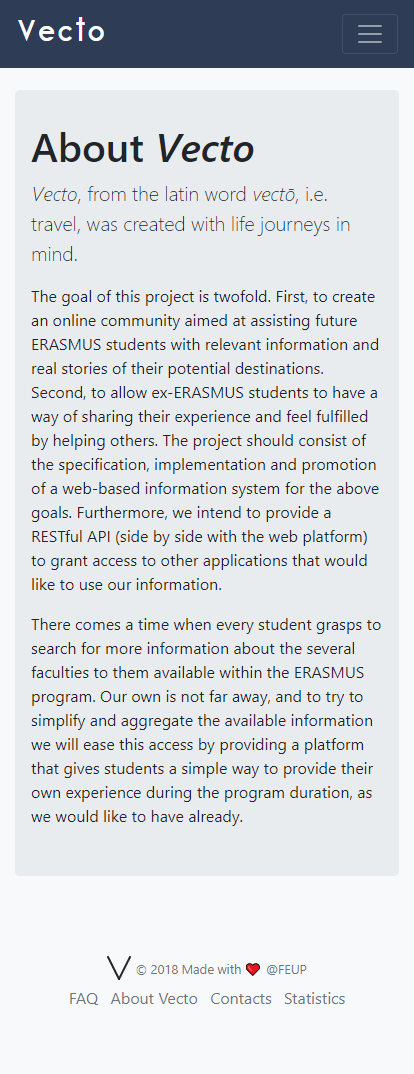 Vecto
About Vecto
Vecto, from the latin word vectō, i.e.
travel, was created with life journeys in
mind.
The goal of this project is twofold. First, to create
an online community aimed at assisting future
ERASMUS students with relevant information and
real stories of their potential destinations.
Second, to allow ex-ERASMUS students to have a
way of sharing their experience and feel fulfilled
by helping others. The project should consist of
the specification, implementation and promotion
of a web-based information system for the above
goals. Furthermore, we intend to provide a
RESTful API (side by side with the web platform)
to grant access to other applications that would
like to use our information.
There comes a time when every student grasps to
search for more information about the several
faculties to them available within the ERASMUS
program. Our own is not far away, and to try to
simplify and aggregate the available information
we will ease this access by providing a platform
that gives students a simple way to provide their
own experience during the program duration, as
we would like to have already.
V © 2018 Made with ❤ @FEUP
FAQ About Vecto Contacts Statistics